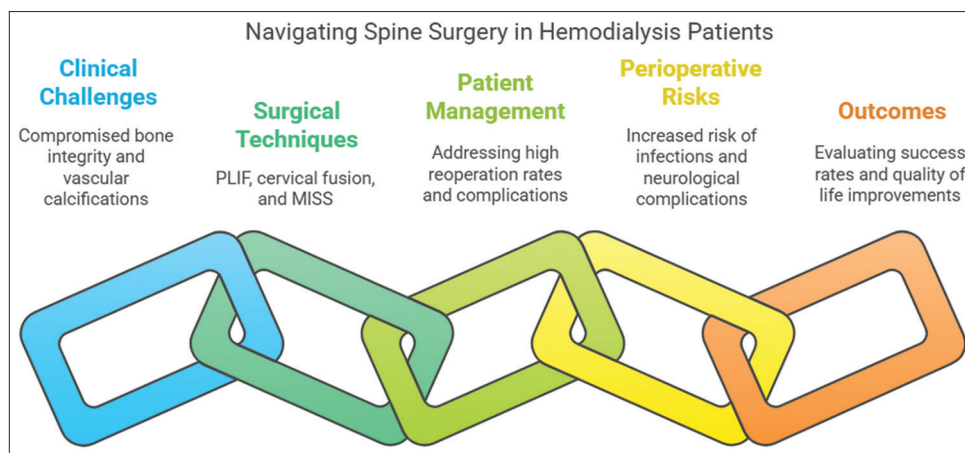 Navigating Spine Surgery in Hemodialysis Patients
Clinical
Challenges
Compromised bone
integrity and
vascular
calcifications
Surgical
Techniques
PLIF, cervical fusion,
and MISS
Patient
Management
Addressing high
reoperation rates
and complications
Perioperative
Risks
Increased risk of
infections and
neurological
complications
Outcomes
Evaluating success
rates and quality of
life improvements